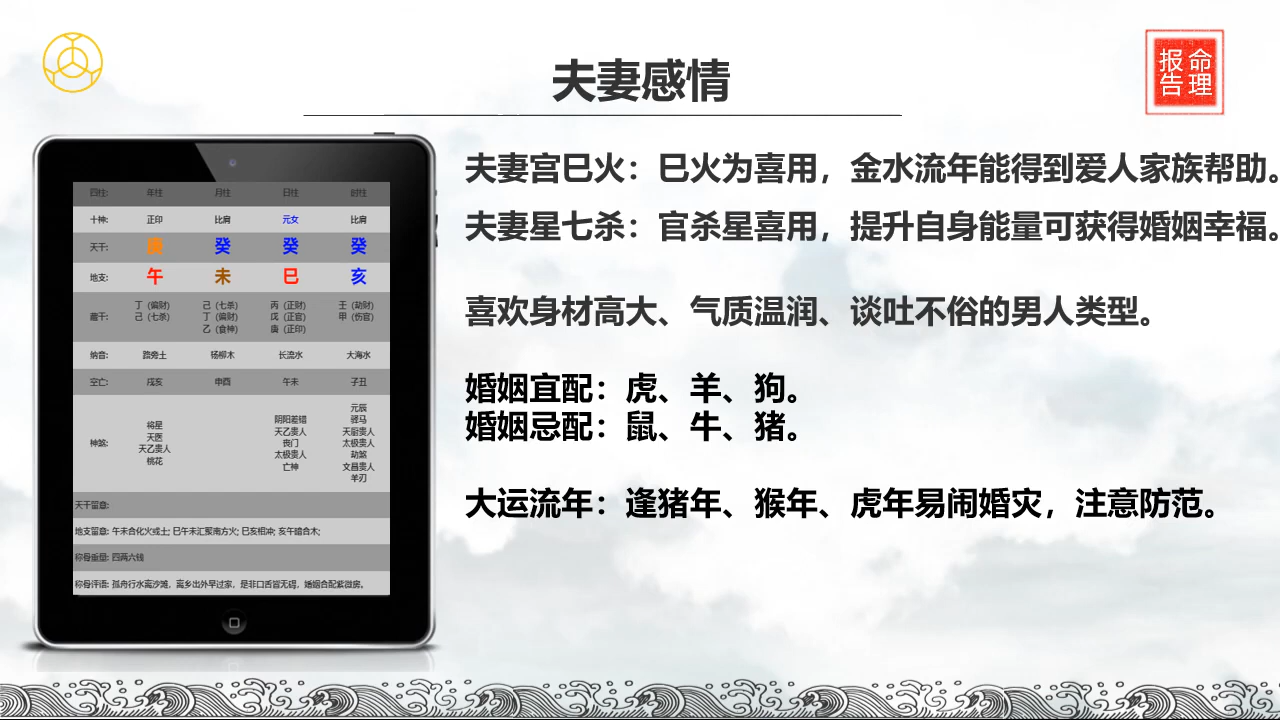 夫妻感情
报告
命理
夫妻宫巳火：巳火为喜用，金水流年能得到爱人家族帮助。
夫妻星七杀：官杀星喜用，提升自身能量可获得婚姻幸福。
喜欢身材高大、气质温润、谈吐不俗的男人类型。
婚姻宜配：虎、羊、狗。
婚姻忌配：鼠、牛、猪。
大运流年：逢猪年、猴年、虎年易闹婚灾，注意防范。
四柱: 年柱 月柱 日柱 时柱
十神: 正印 比肩 元女 比肩
天干: 庚 癸 癸 癸
地支: 午 未 巳 亥
藏干:
丁 (偏财) 己 (七杀) 丙 (正财) 壬 (劫财)
己 (七杀) 丁 (偏财) 戊 (正官) 甲 (伤官)
乙 (食神) 庚 (正印)
纳音: 路旁土 杨柳木 长流水 大海水
空亡: 戌亥 申酉 午未 子丑
神煞:
将星
天医
天乙贵人
桃花
阴阳差错
天乙贵人
丧门
太极贵人
亡神
元辰
驿马
天厨贵人
太极贵人
劫煞
文昌贵人
羊刃
天干留意:
地支留意: 午未合化火或土; 巳午未汇聚南方火; 巳亥相冲; 亥午暗合木;
称骨重量: 四两六钱
称骨评语: 孤舟行水离沙滩，离乡出外早过家，是非口舌皆无碍，婚姻合配紫微房。